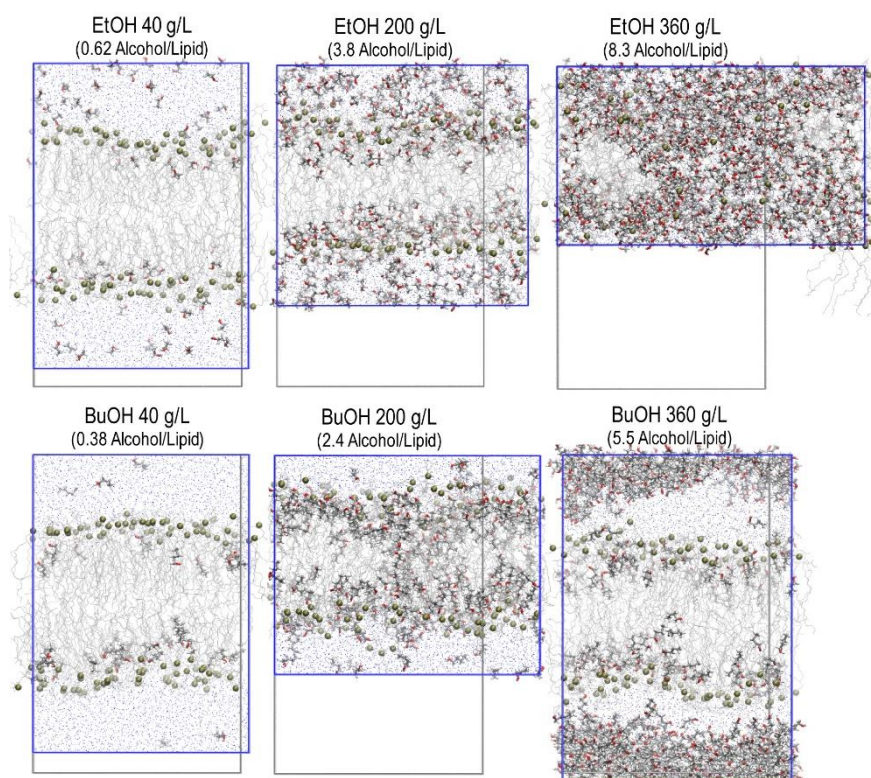 EtOH 40 g/L
(0.62 Alcohol/Lipid)
EtOH 200 g/L
(3.8 Alcohol/Lipid)
EtOH 360 g/L
(8.3 Alcohol/Lipid)
BuOH 40 g/L
(0.38 Alcohol/Lipid)
BuOH 200 g/L
(2.4 Alcohol/Lipid)
BuOH 360 g/L
(5.5 Alcohol/Lipid)